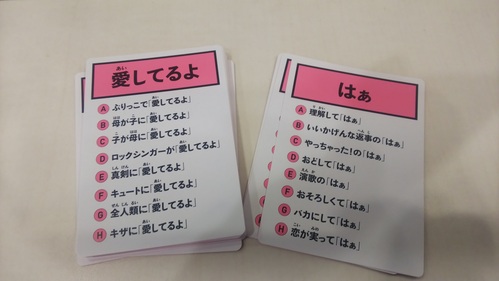 愛してるよ
A ぶりっこで「愛してるよ」
B 母が子に「愛してるよ」
C 子が母に「愛してるよ」
D ロックシンガーが「愛してるよ」
E 真剣に「愛してるよ」
F キュートに「愛してるよ」
G 全人類に「愛してるよ」
H キザに「愛してるよ」
はぁ
A 理解して「はぁ」
B いいかげんな返事の「はぁ」
C やっちゃった!の「はぁ」
D おどして「はぁ」
E 演歌の「はぁ」
F おそろしくて「はぁ」
G バカにして「はぁ」
H 恋が実って「はぁ」